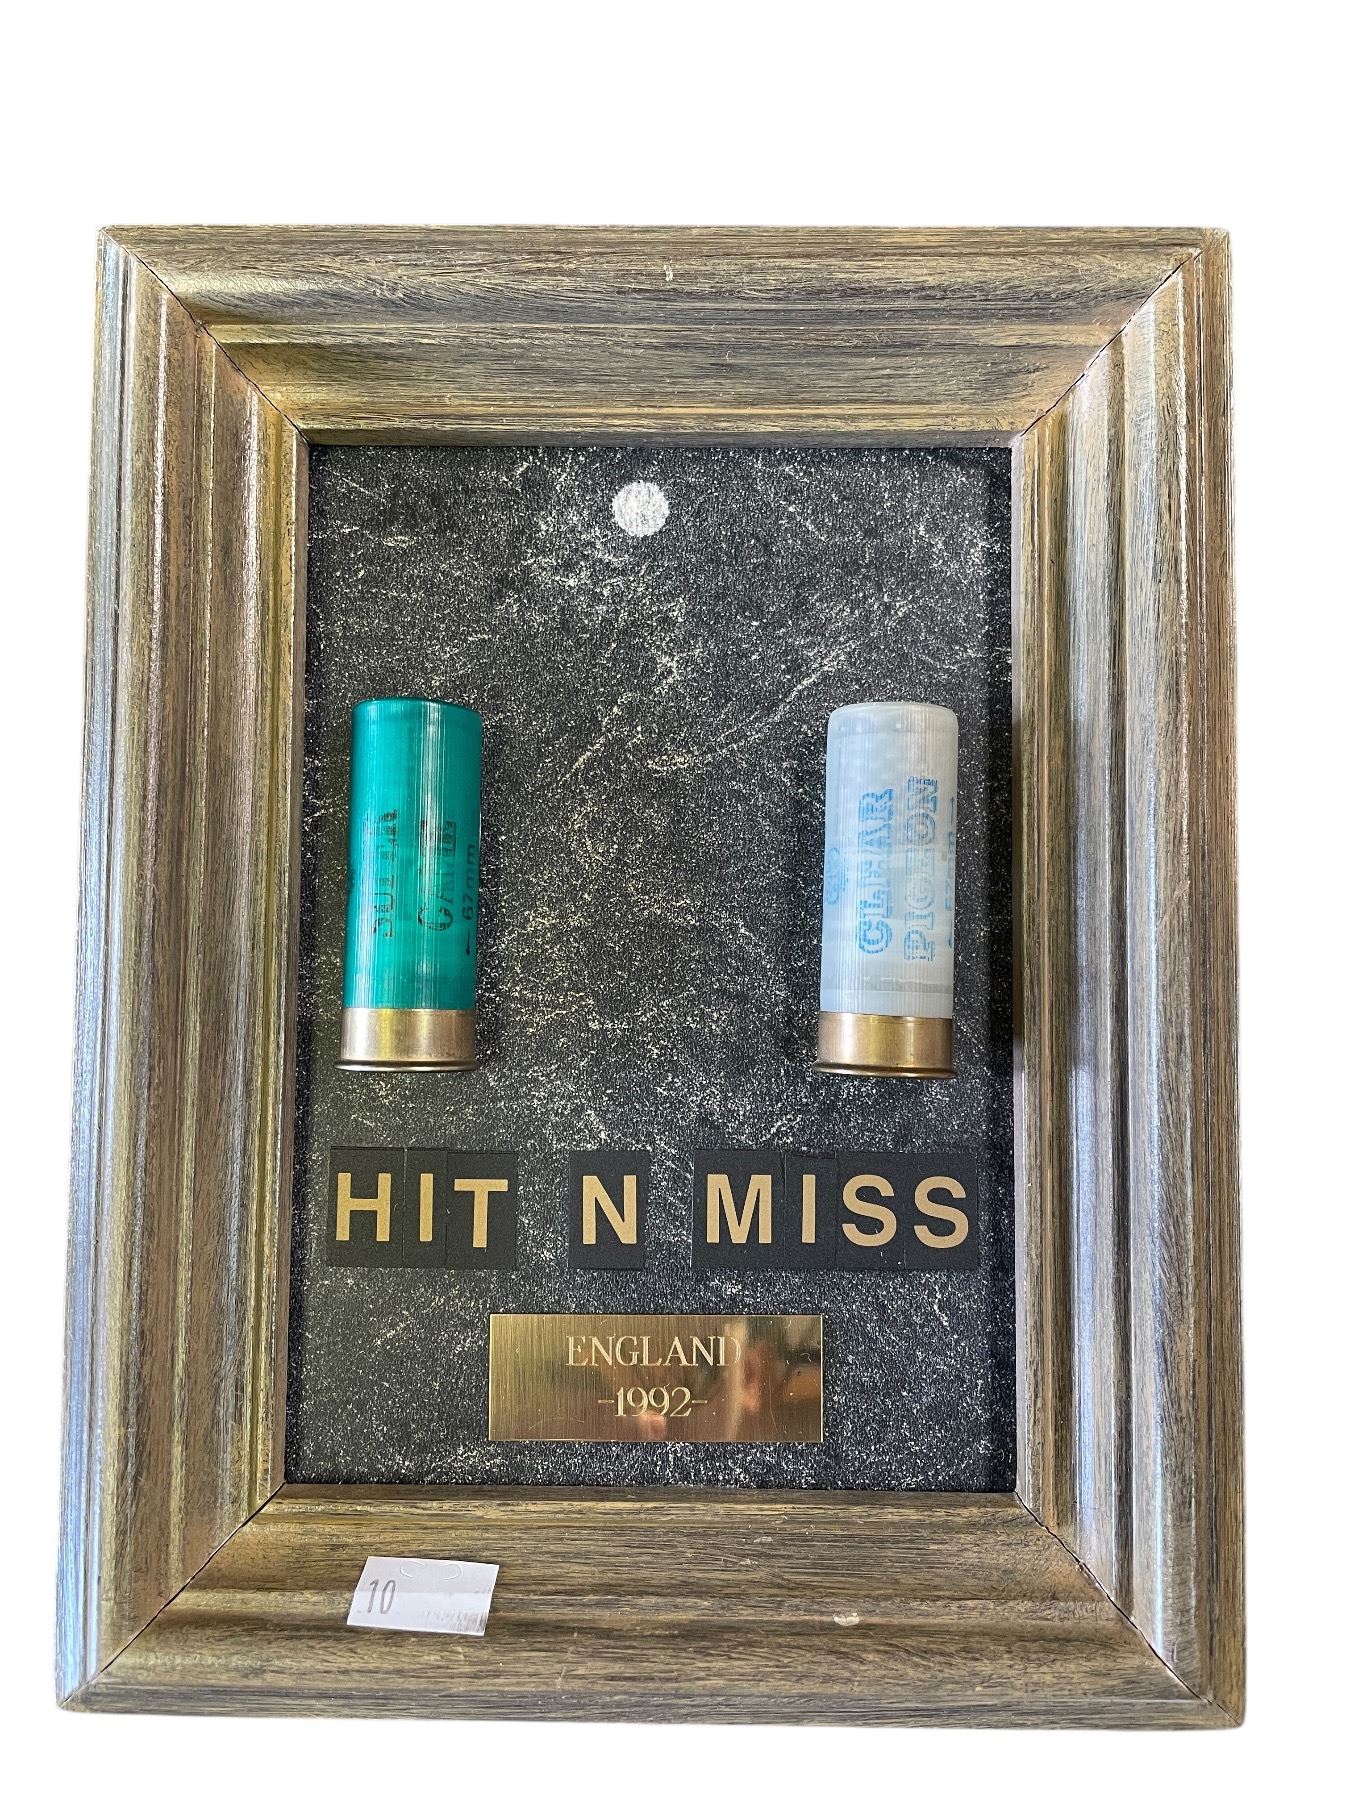 GAME
67mm
CLEAR
PIGEON
HIT N MISS
ENGLAND
-1992-
10